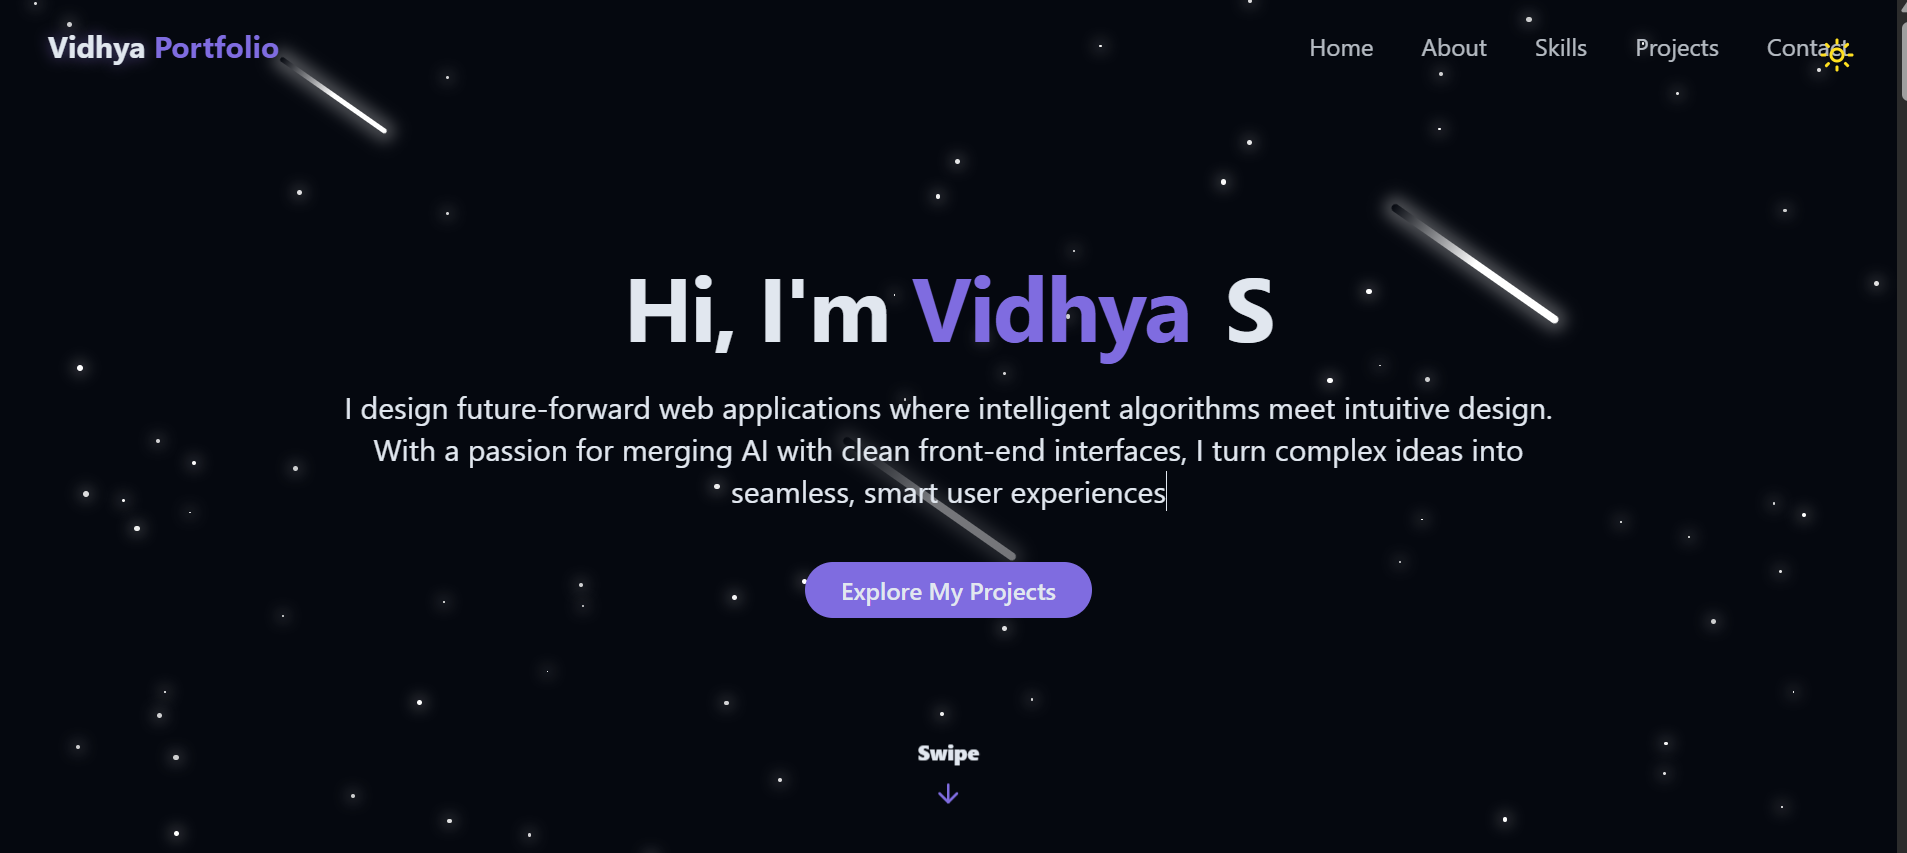 Vidhya Portfolio
Home About Skills Projects Contact
Hi, I'm Vidhya S
I design future-forward web applications where intelligent algorithms meet intuitive design.
With a passion for merging AI with clean front-end interfaces, I turn complex ideas into
seamless, smart user experiences
Explore My Projects
Swipe